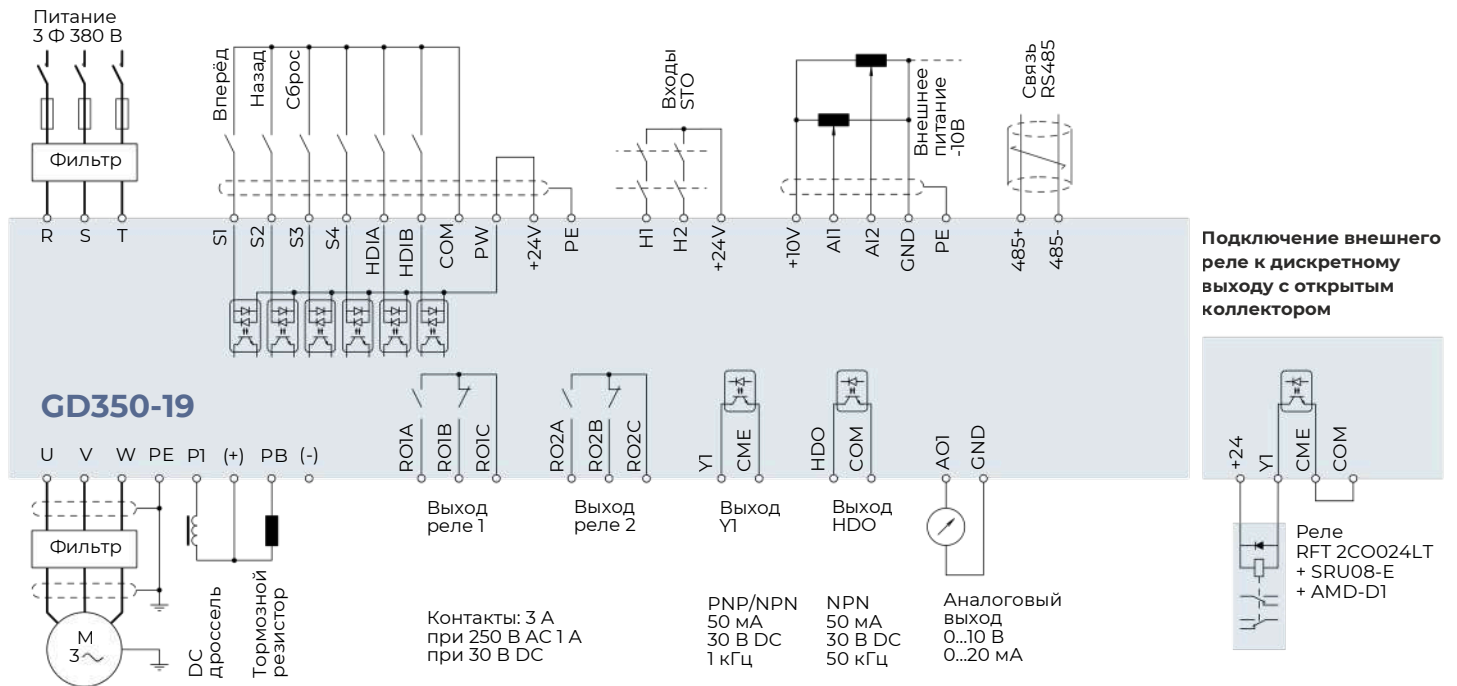 Питание
3 Ф 380 В
Фильтр
R S T
Вперёд
Назад
Сброс
S1
S2
S3
S4
HDIA
HDIB
COM
PW
+24V
PE
Входы
STO
H1
H2
+24V
Внешнее
питание
-10В
+10V
AI1
AI2
GND
PE
Связь
RS485
485+
485-
GD350-19
U V W PE P1 (+) PB (-)
Фильтр
M
3~
DC
дроссель
Тормозной
резистор
RO1A
RO1B
RO1C
Выход
реле 1
RO2A
RO2B
RO2C
Выход
реле 2
Контакты: 3 А
при 250 В AC 1 А
при 30 В DC
Y1
CME
Выход
Y1
PNP/NPN
50 мА
30 В DC
1 кГц
HDO
COM
Выход
HDO
NPN
50 мА
30 В DC
50 кГц
AO1
GND
Аналоговый
выход
0...10 В
0...20 мА
Подключение внешнего
реле к дискретному
выходу с открытым
коллектором
+24
Y1
CME
COM
Реле
RFT 2CO024LT
+ SRU08-E
+ AMD-D1